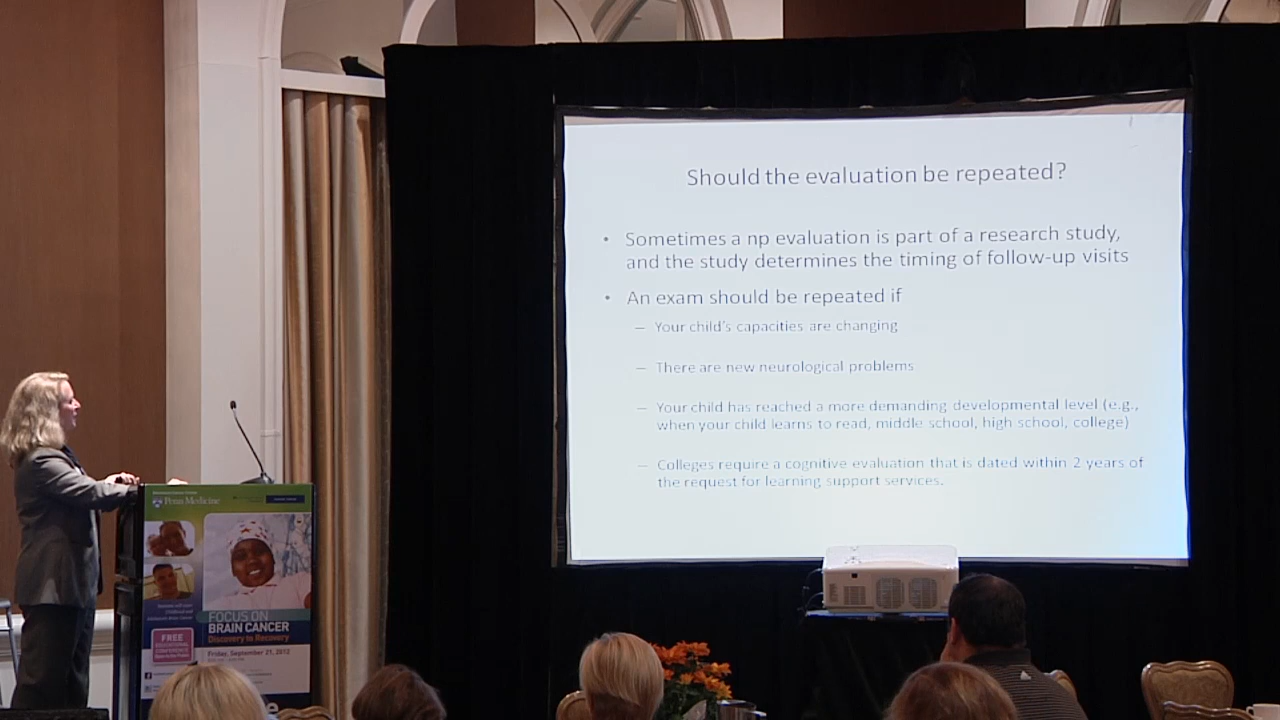 Should the evaluation be repeated?
• Sometimes a np evaluation is part of a research study,
and the study determines the timing of follow-up visits
• An exam should be repeated if
– Your child's capacities are changing
– There are new neurological problems
– Your child has reached a more demanding developmental level (e.g.,
when your child learns to read, middle school, high school, college)
– Colleges require a cognitive evaluation that is dated within 2 years of
the request for learning support services.
Penn Medicine
FREE
EDUCATIONAL
CONFERENCE
FOCUS ON
BRAIN CANCER
Discovery to Recovery
Friday, September 21, 2012